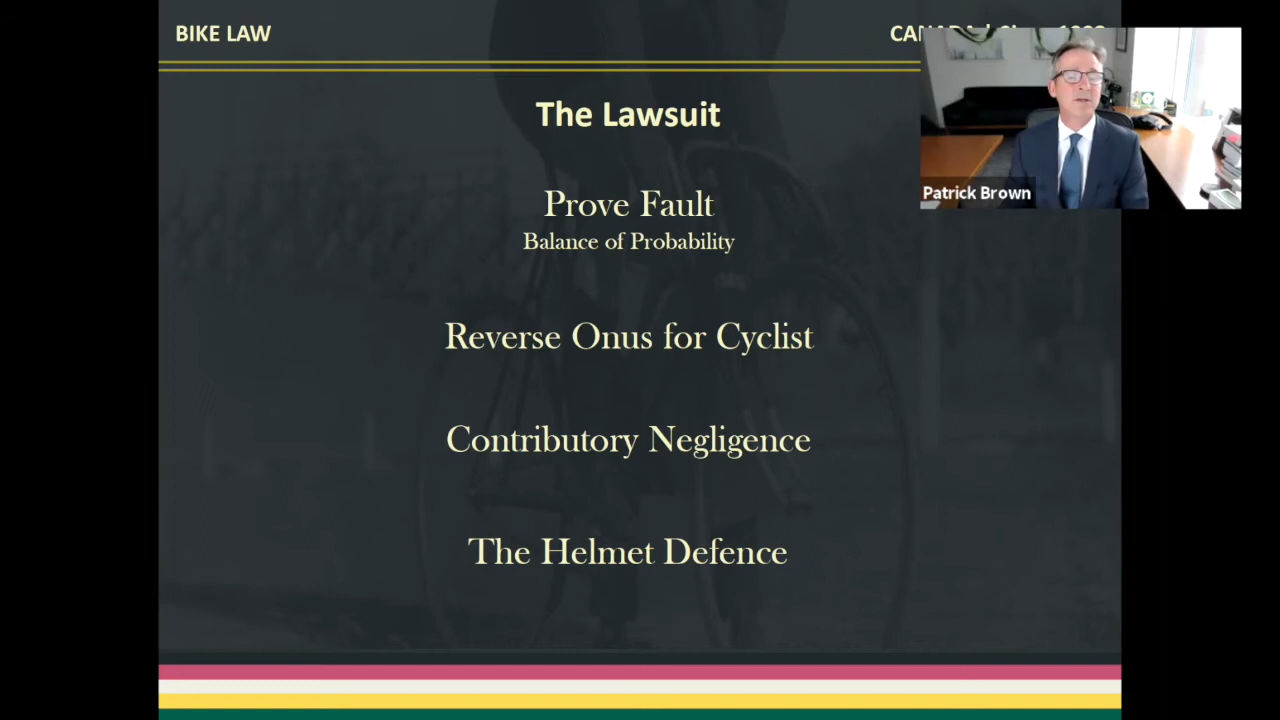 BIKE LAW
The Lawsuit
Patrick Brown
Prove Fault
Balance of Probability
Reverse Onus for Cyclist
Contributory Negligence
The Helmet Defence